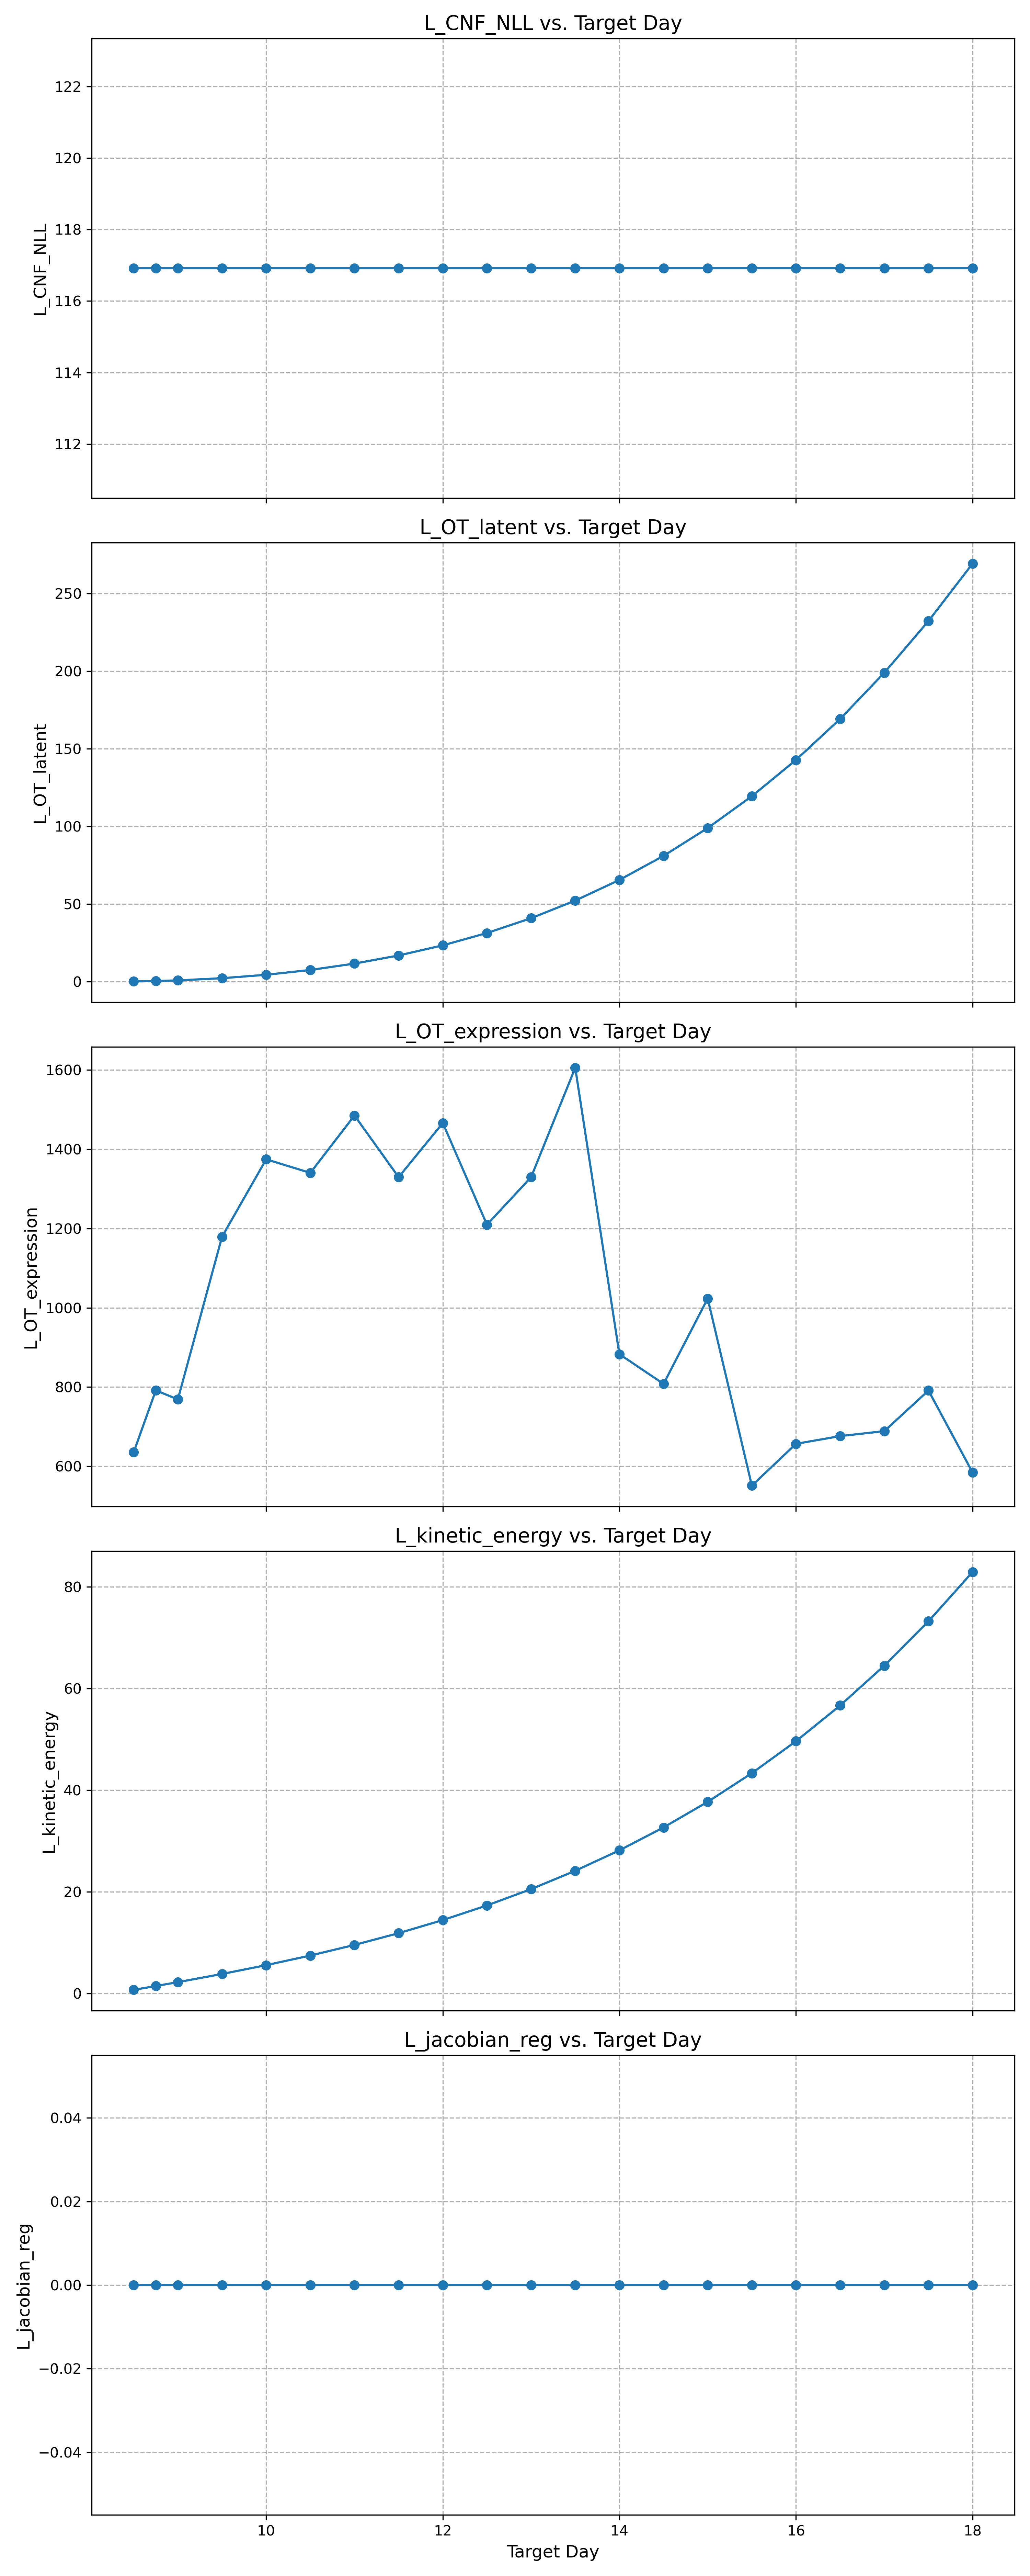 L_CNF_NLL vs. Target Day
L_CNF_NLL
122
120
118
116
114
112
L_OT_latent vs. Target Day
L_OT_latent
250
200
150
100
50
0
L_OT_expression vs. Target Day
L_OT_expression
1600
1400
1200
1000
800
600
L_kinetic_energy vs. Target Day
L_kinetic_energy
80
60
40
20
0
L_jacobian_reg vs. Target Day
L_jacobian_reg
0.04
0.02
0.00
−0.02
−0.04
10 12 14 16 18
Target Day